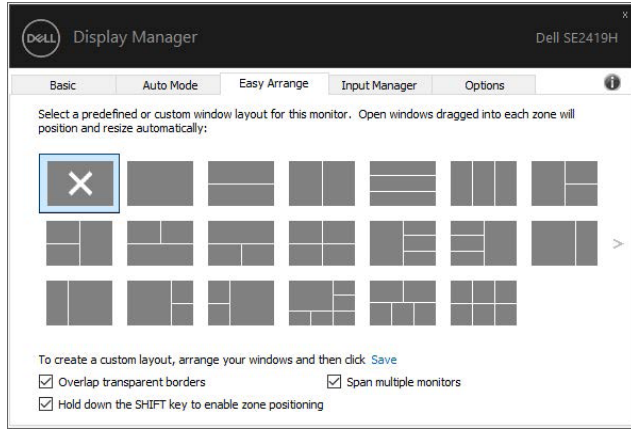 x
DELL Display Manager Dell SE2419H
Basic Auto Mode Easy Arrange Input Manager Options
Select a predefined or custom window layout for this monitor. Open windows dragged into each zone will
position and resize automatically:
>
To create a custom layout, arrange your windows and then click Save
Overlap transparent borders Span multiple monitors
Hold down the SHIFT key to enable zone positioning